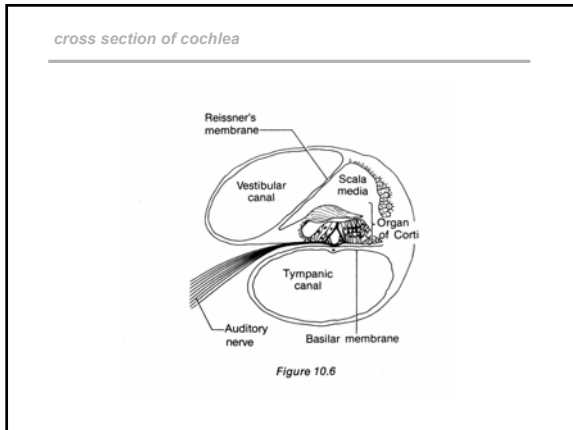 cross section of cochlea
Reissner's
membrane
Vestibular
canal
Scala
media
Organ
of Corti
Tympanic
canal
Auditory
nerve
Basilar membrane
Figure 10.6